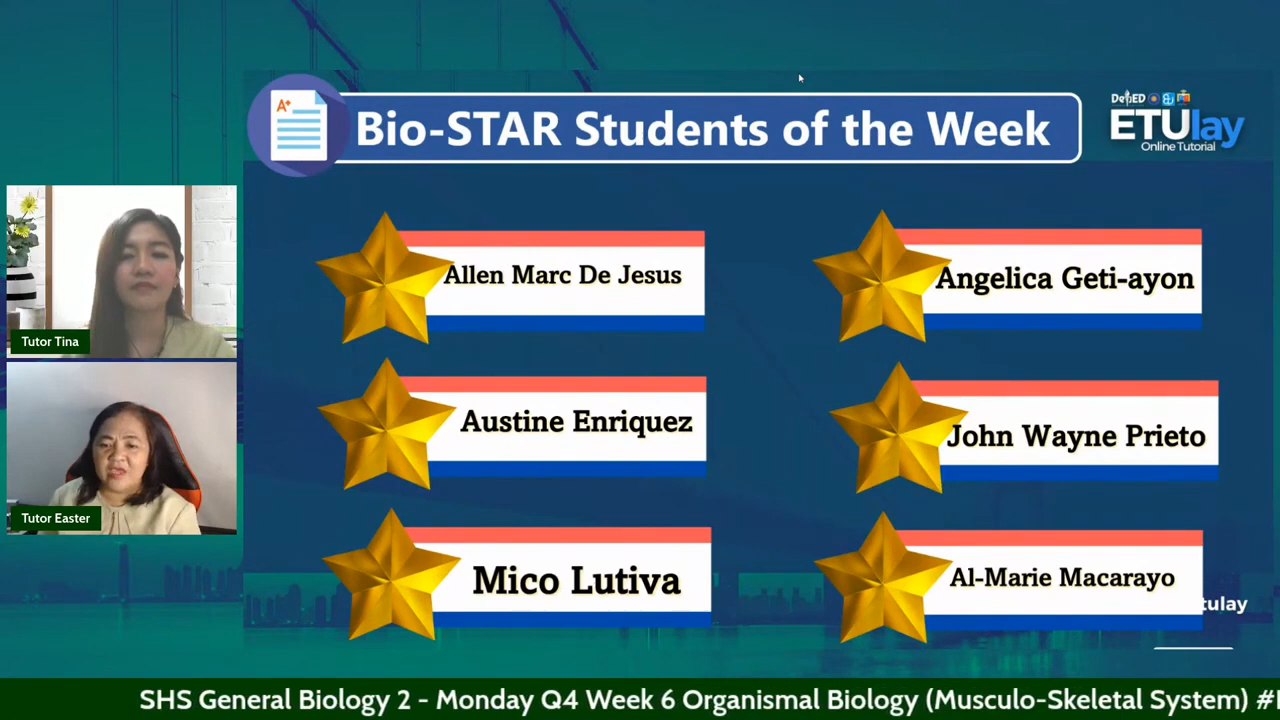 A+
Bio-STAR Students of the Week
DepED
ETUlay
Online Tutorial
Allen Marc De Jesus
Angelica Geti-ayon
Austine Enriquez
John Wayne Prieto
Mico Lutiva
Al-Marie Macarayo
tulay
Tutor Tina
Tutor Easter
SHS General Biology 2 - Monday Q4 Week 6 Organismal Biology (Musculo-Skeletal System) #